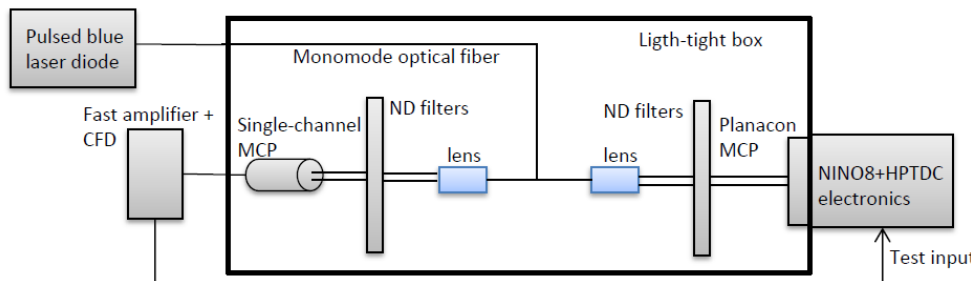 Pulsed blue
laser diode
Ligth-tight box
Monomode optical fiber
Fast amplifier +
CFD
Single-channel
MCP
ND filters
lens
lens
ND filters
Planacon
MCP
NINO8+HPTDC
electronics
Test input